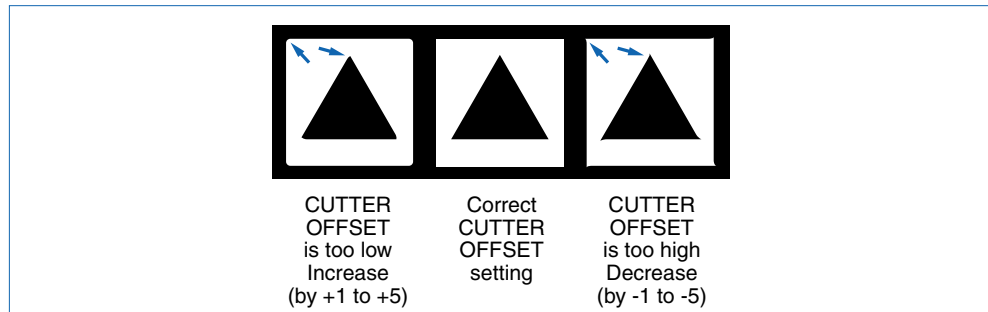 CUTTER
OFFSET
is too low
Increase
(by +1 to +5)
Correct
CUTTER
OFFSET
setting
CUTTER
OFFSET
is too high
Decrease
(by -1 to -5)